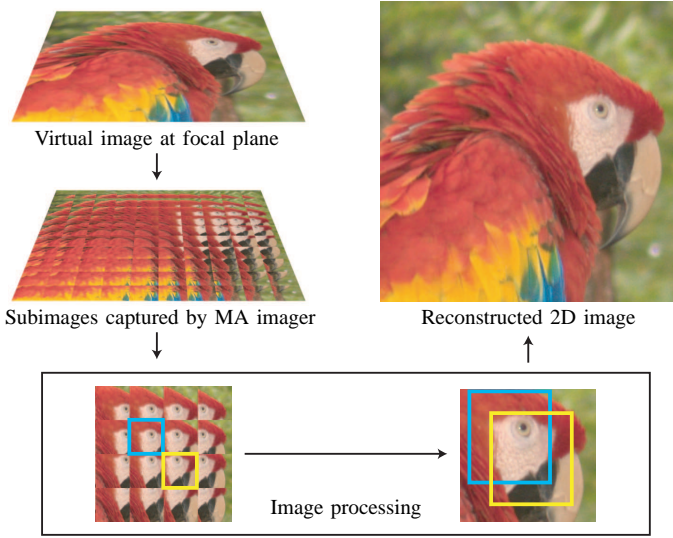 Virtual image at focal plane
Subimages captured by MA imager
Reconstructed 2D image
Image processing